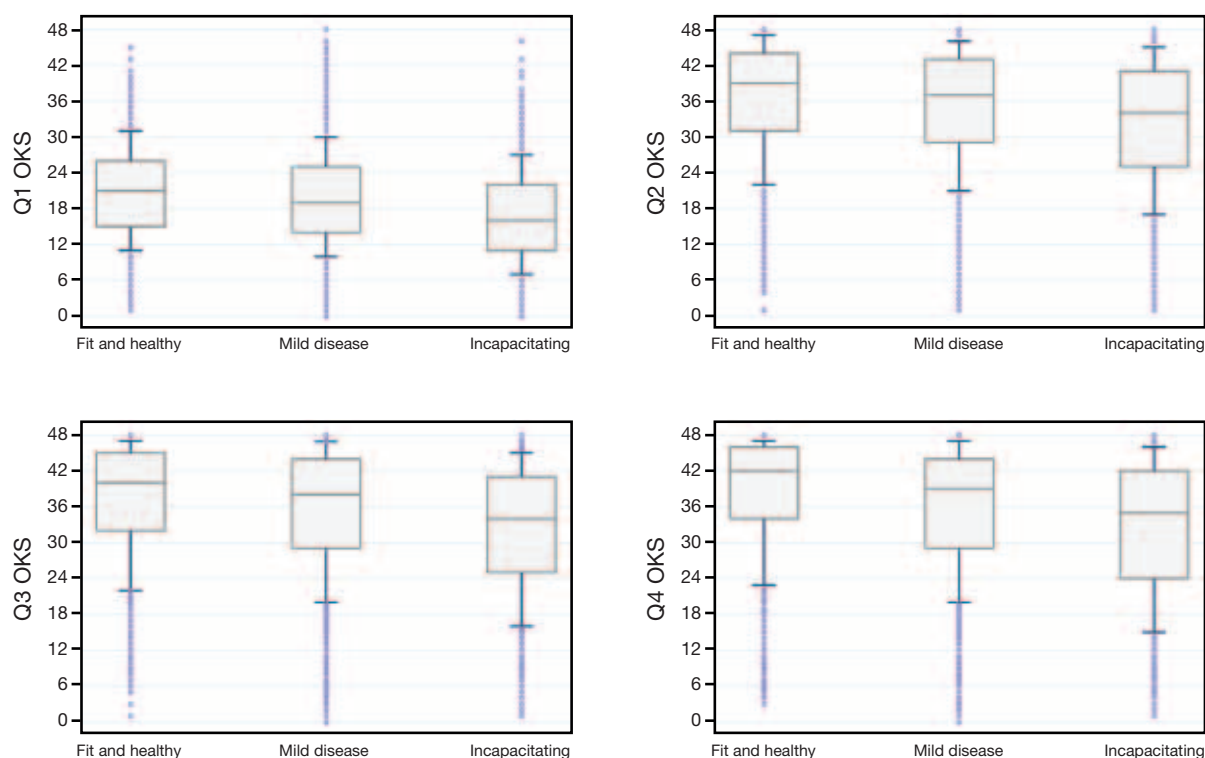 Q1 OKS
48
42
36
30
24
18
12
6
0
Fit and healthy
Mild disease
Incapacitating
Q2 OKS
48
42
36
30
24
18
12
6
0
Fit and healthy
Mild disease
Incapacitating
Q3 OKS
48
42
36
30
24
18
12
6
0
Fit and healthy
Mild disease
Incapacitating
Q4 OKS
48
42
36
30
24
18
12
6
0
Fit and healthy
Mild disease
Incapacitating